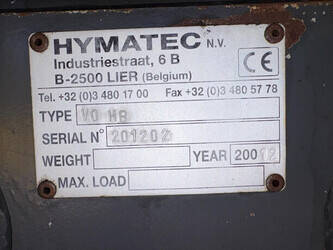 HYMATEC N.V.
Industriestraat, 6 B
B-2500 LIER (Belgium)
CE
Tel. +32 (0)3 480 17 00 Fax +32 (0)3 480 57 78
TYPE VO HB
SERIAL N° 201202
WEIGHT YEAR 20012
MAX. LOAD